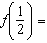 f(1/2) =